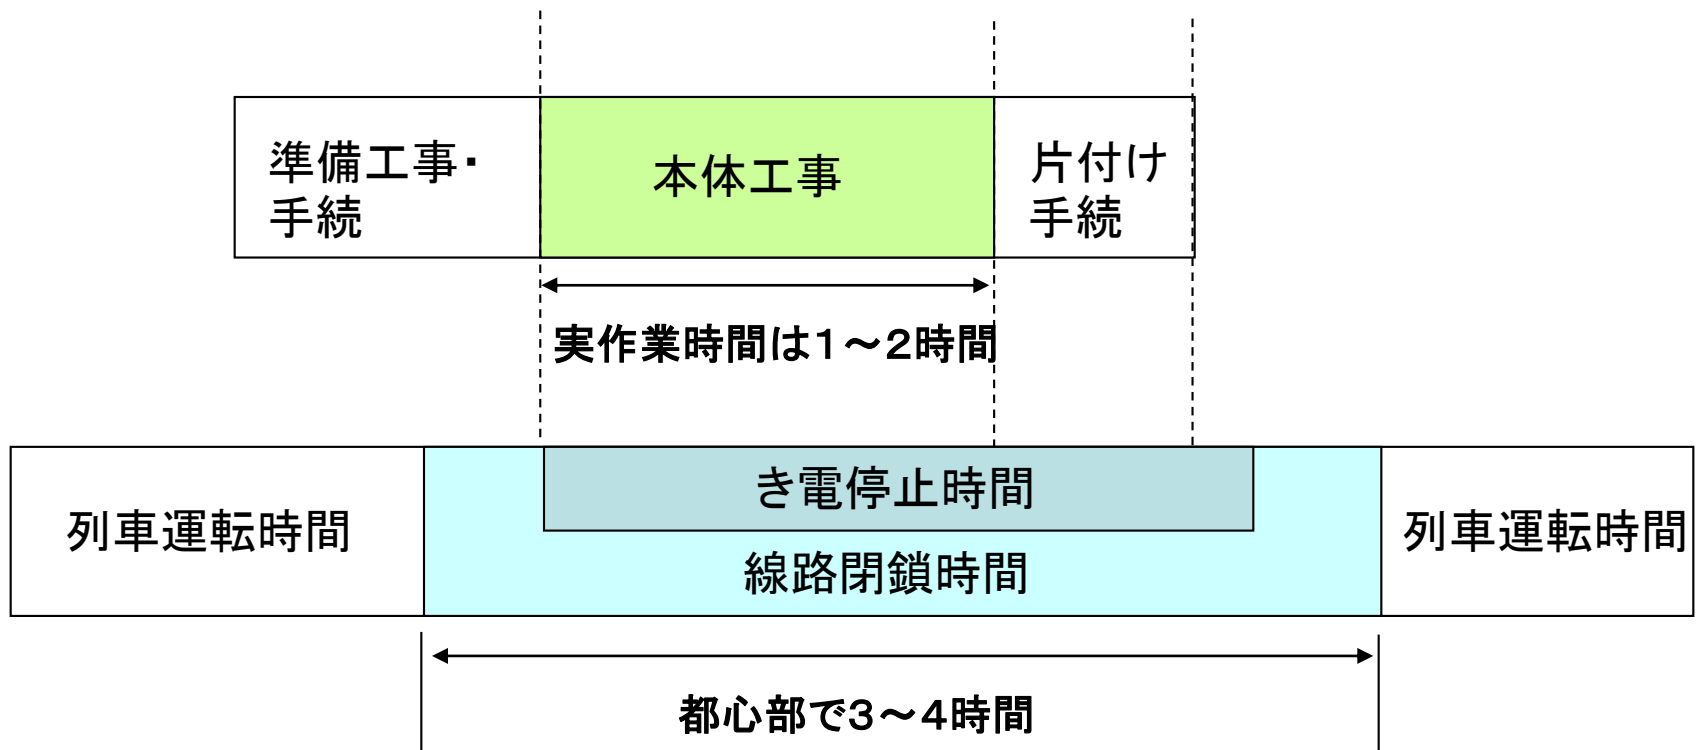 準備工事・
手続
本体工事
片付け
手続
実作業時間は１～２時間
き電停止時間
列車運転時間
線路閉鎖時間
列車運転時間
都心部で３～４時間